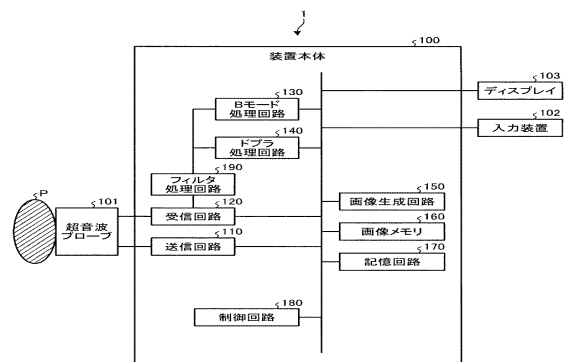 1
100
装置本体
130
Bモード
処理回路
140
ドプラ
処理回路
190
フィルタ
処理回路
120
受信回路
110
送信回路
P
101
超音波
プローブ
103
ディスプレイ
102
入力装置
150
画像生成回路
160
画像メモリ
170
記憶回路
180
制御回路